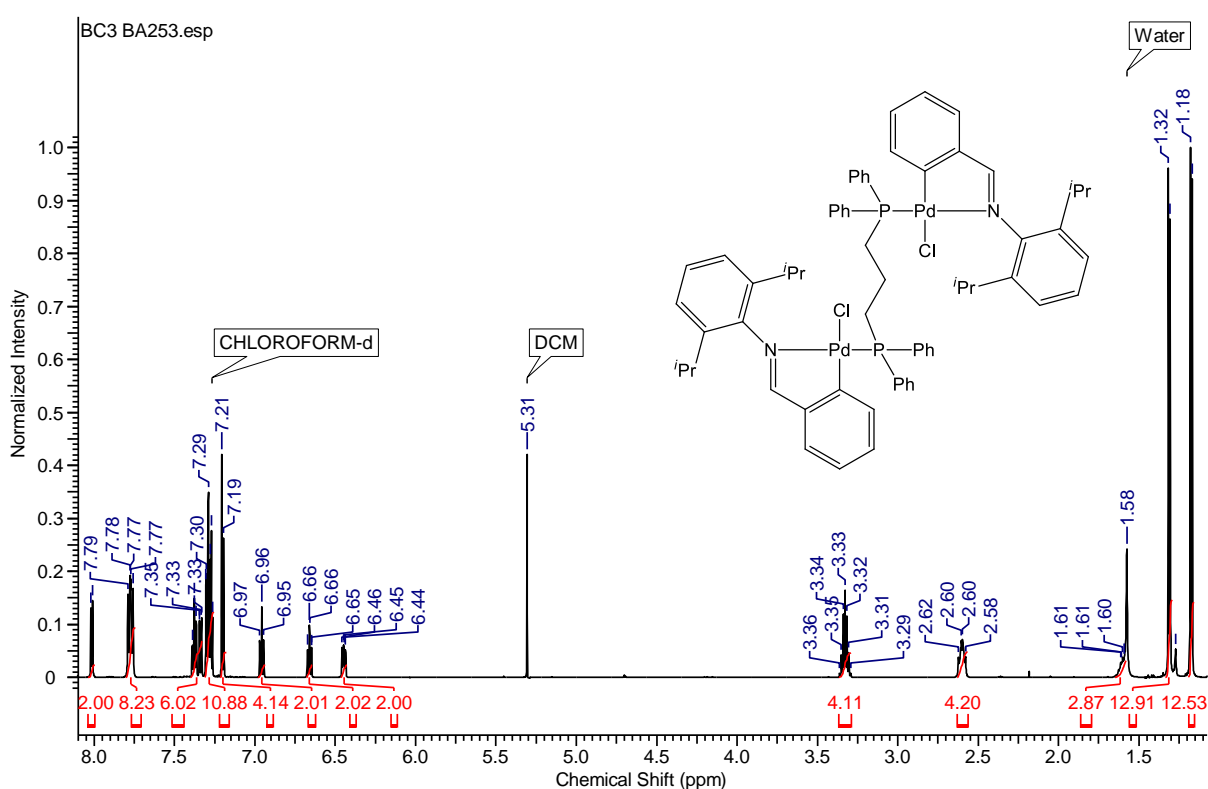 BC3 BA253.esp
Water
1.32
1.18
Ph
Ph
P
Pd
N
Cl
iPr
iPr
iPr
iPr
N
Cl
Pd
P
Ph
Ph
CHLOROFORM-d
DCM
7.79
7.78
7.77
7.77
7.35
7.33
7.33
7.30
7.29
7.21
7.19
6.97
6.96
6.95
6.66
6.66
6.65
6.46
6.45
6.44
5.31
3.36
3.35
3.34
3.33
3.32
3.31
3.29
2.62
2.60
2.60
2.58
1.61
1.61
1.60
1.58
Normalized Intensity
1.0
0.9
0.8
0.7
0.6
0.5
0.4
0.3
0.2
0.1
0
2.00 8.23 6.02 10.88 4.14 2.01 2.02 2.00 4.11 4.20 2.87 12.91 12.53
8.0 7.5 7.0 6.5 6.0 5.5 5.0 4.5 4.0 3.5 3.0 2.5 2.0 1.5
Chemical Shift (ppm)